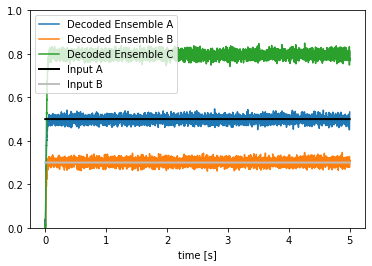 1.0
0.8
0.6
0.4
0.2
0.0
Decoded Ensemble A
Decoded Ensemble B
Decoded Ensemble C
Input A
Input B
0 1 2 3 4 5
time [s]